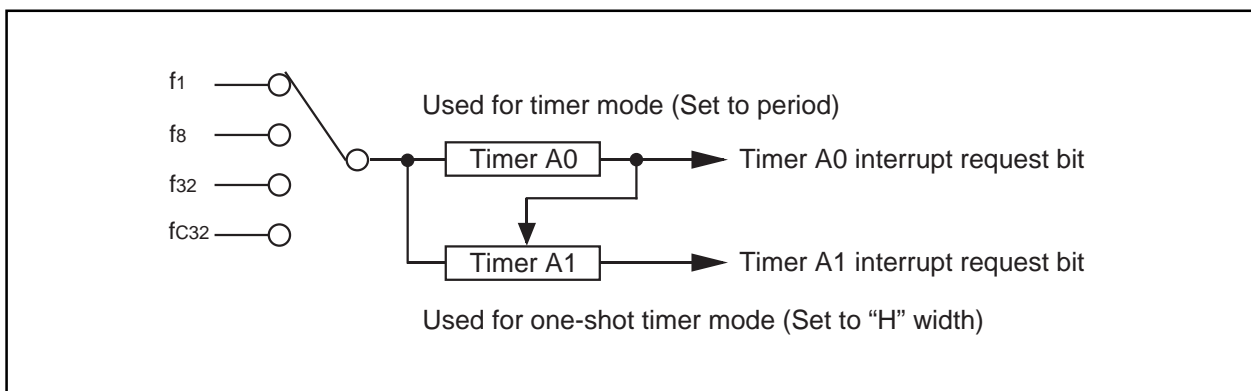 f1
f8
f32
fC32
Used for timer mode (Set to period)
Timer A0
Timer A0 interrupt request bit
Timer A1
Timer A1 interrupt request bit
Used for one-shot timer mode (Set to “H” width)